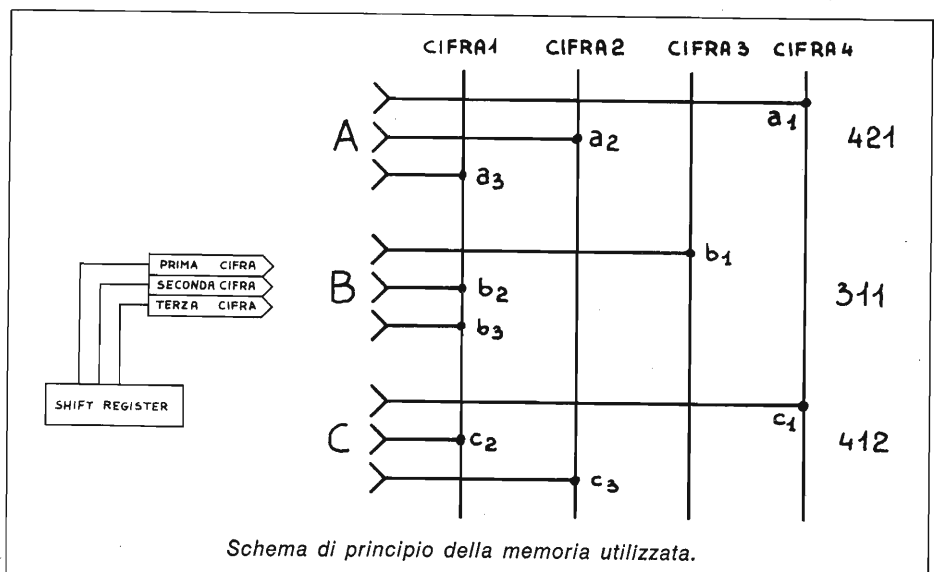 CIFRA1 CIFRA2 CIFRA3 CIFRA4
a1
A a2 421
a3
b1
PRIMA CIFRA
SECONDA CIFRA
TERZA CIFRA
B b2 311
b3
SHIFT REGISTER
c1
C c2 412
c3
Schema di principio della memoria utilizzata.